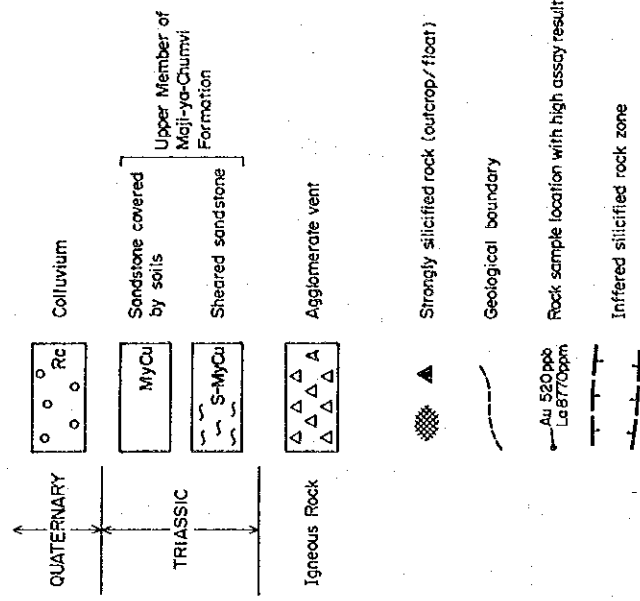 QUATERNARY
Rc
Colluvium
TRIASSIC
MyCu
Sandstone covered
by soils
S-MyCu
Sheared sandstone
Upper Member of
Maji-ya-Chumvi
Formation
Igneous Rock
A
Agglomerate vent
Strongly silicified rock (outcrop/float)
Geological boundary
Au 520ppb
La 8770ppm
Rock sample location with high assay result
Inffered silicified rock zone